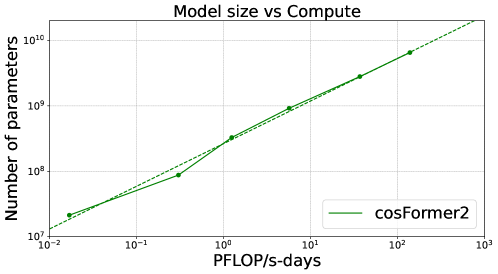 Model size vs Compute
Number of parameters
10¹⁰
10⁹
10⁸
10⁷
10⁻²
10⁻¹
10⁰
10¹
10²
10³
PFLOP/s-days
cosFormer2